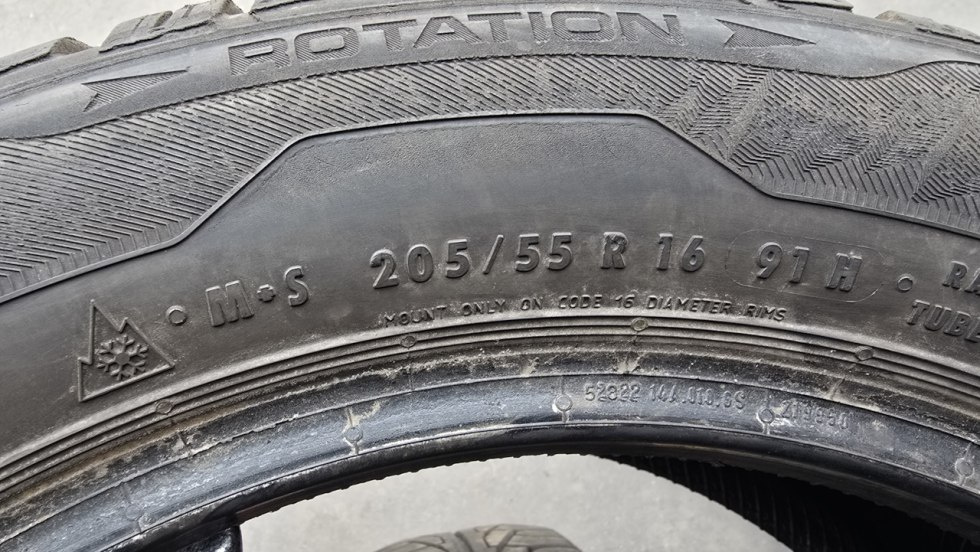 ROTATION
M+S 205/55 R 16 91 H
MOUNT ONLY ON CODE 16 DIAMETER RIMS